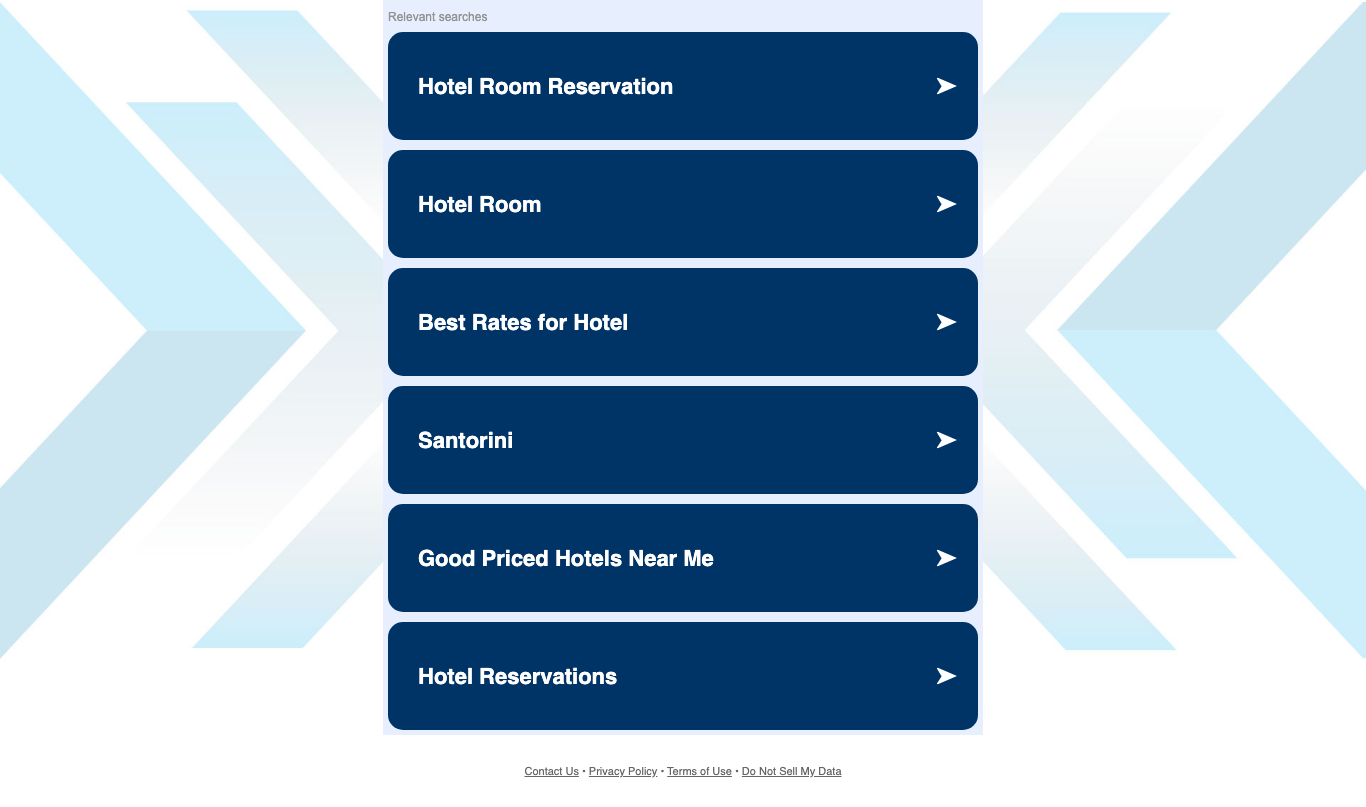 Relevant searches
Hotel Room Reservation
Hotel Room
Best Rates for Hotel
Santorini
Good Priced Hotels Near Me
Hotel Reservations
Contact Us • Privacy Policy • Terms of Use • Do Not Sell My Data